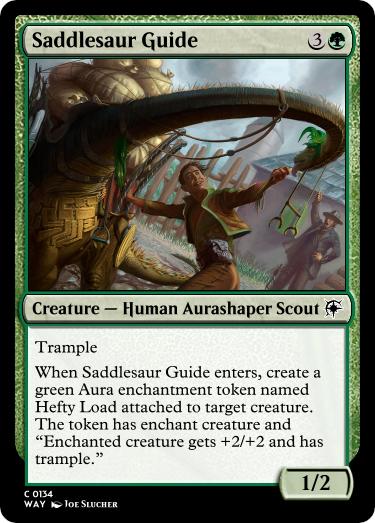 Saddlesaur Guide 3
Creature — Human Aurashaper Scout
Trample
When Saddlesaur Guide enters, create a
green Aura enchantment token named
Hefty Load attached to target creature.
The token has enchant creature and
“Enchanted creature gets +2/+2 and has
trample.”
1/2
C 0134
WAY Joe Slucher